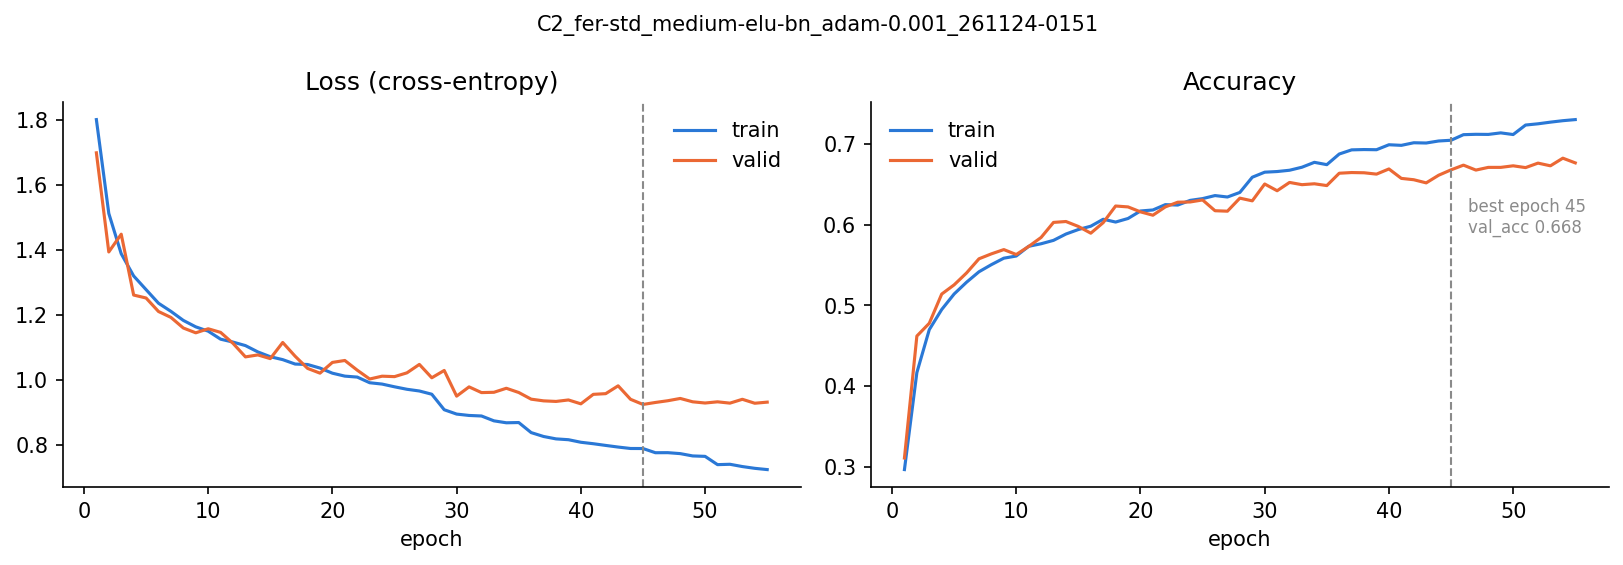 C2_fer-std_medium-elu-bn_adam-0.001_261124-0151
Loss (cross-entropy)
1.8
1.6
1.4
1.2
1.0
0.8
0
10
20
30
40
50
epoch
train
valid
Accuracy
0.7
0.6
0.5
0.4
0.3
0
10
20
30
40
50
epoch
train
valid
best epoch 45
val_acc 0.668